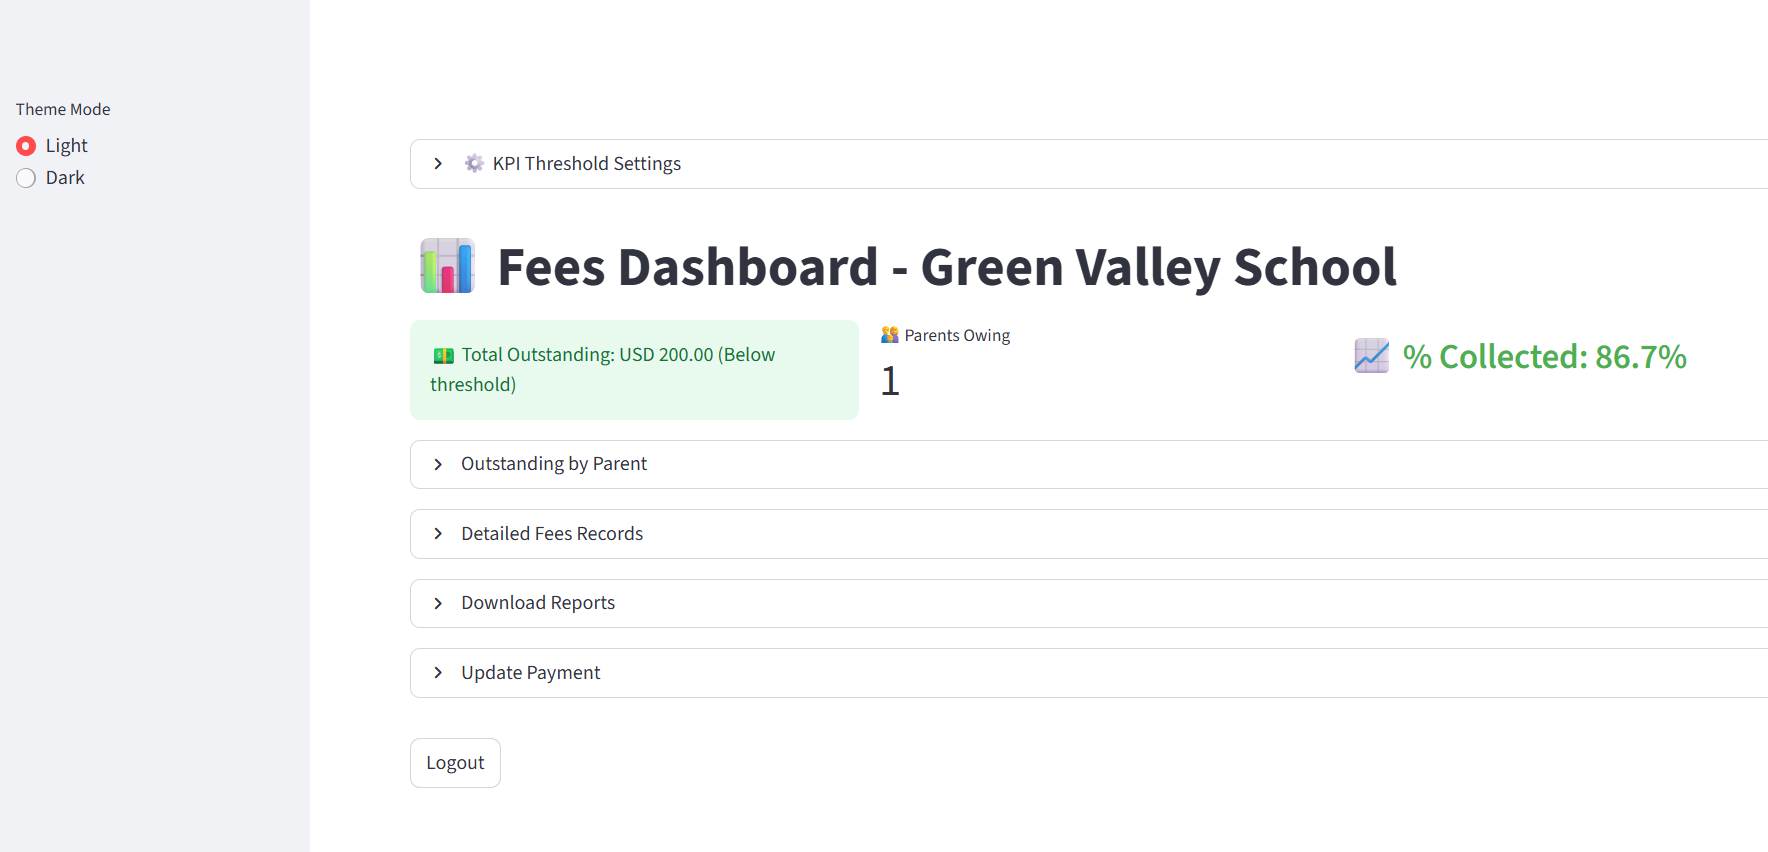 Theme Mode
Light
Dark
KPI Threshold Settings
Fees Dashboard - Green Valley School
Total Outstanding: USD 200.00 (Below
threshold)
Parents Owing
1
% Collected: 86.7%
Outstanding by Parent
Detailed Fees Records
Download Reports
Update Payment
Logout